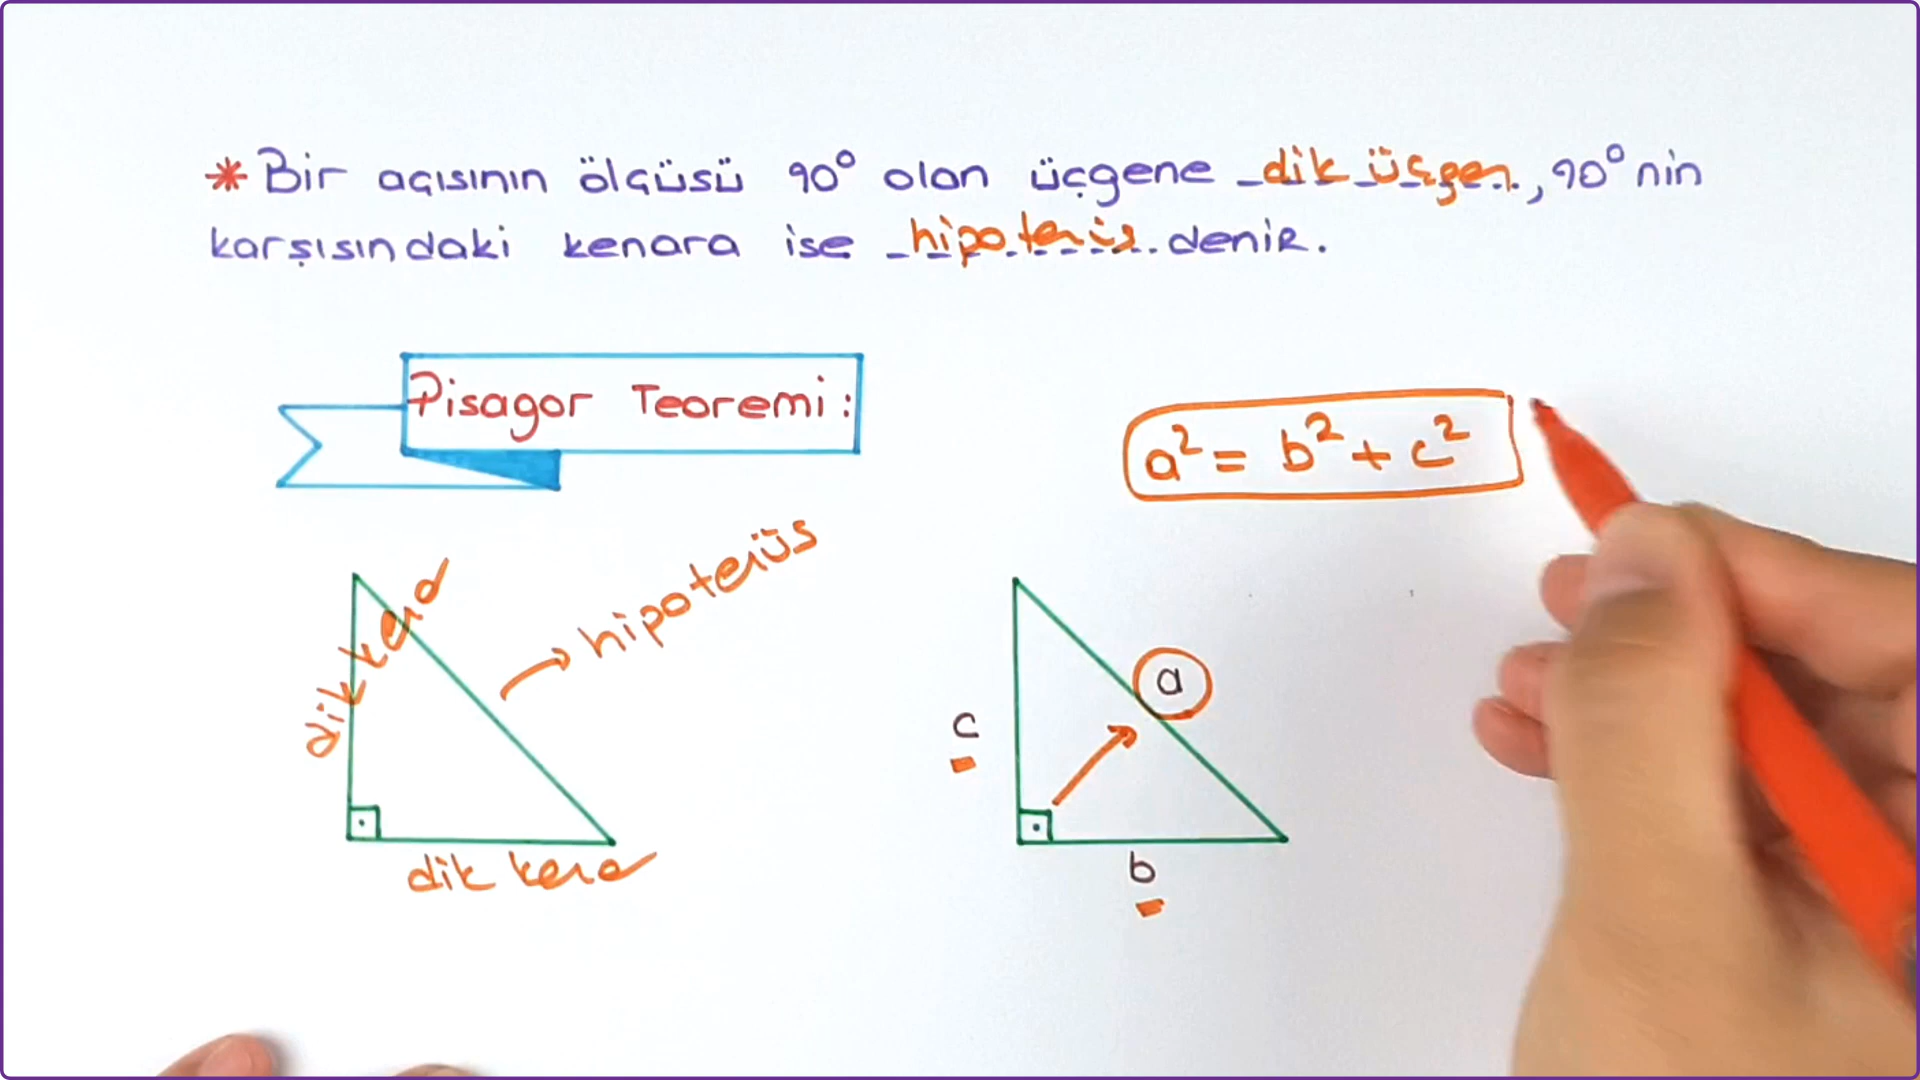 * Bir açısının ölçüsü 90° olan üçgene dik üçgen, 90° nin
karşısındaki kenara ise hipotenüs denir.
Pisagor Teoremi:
a² = b² + c²
hipotenüs
dik kenar
dik kenar
a
c
b